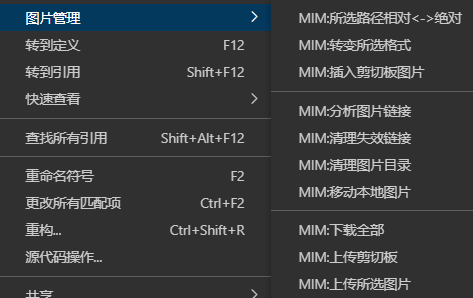 图片管理
转到定义 F12
转到引用 Shift+F12
快速查看
查找所有引用 Shift+Alt+F12
重命名符号 F2
更改所有匹配项 Ctrl+F2
重构... Ctrl+Shift+R
源代码操作...
共享
MIM:所选路径相对<->绝对
MIM:转变所选格式
MIM:插入剪切板图片
MIM:分析图片链接
MIM:清理失效链接
MIM:清理图片目录
MIM:移动本地图片
MIM:下载全部
MIM:上传剪切板
MIM:上传所选图片